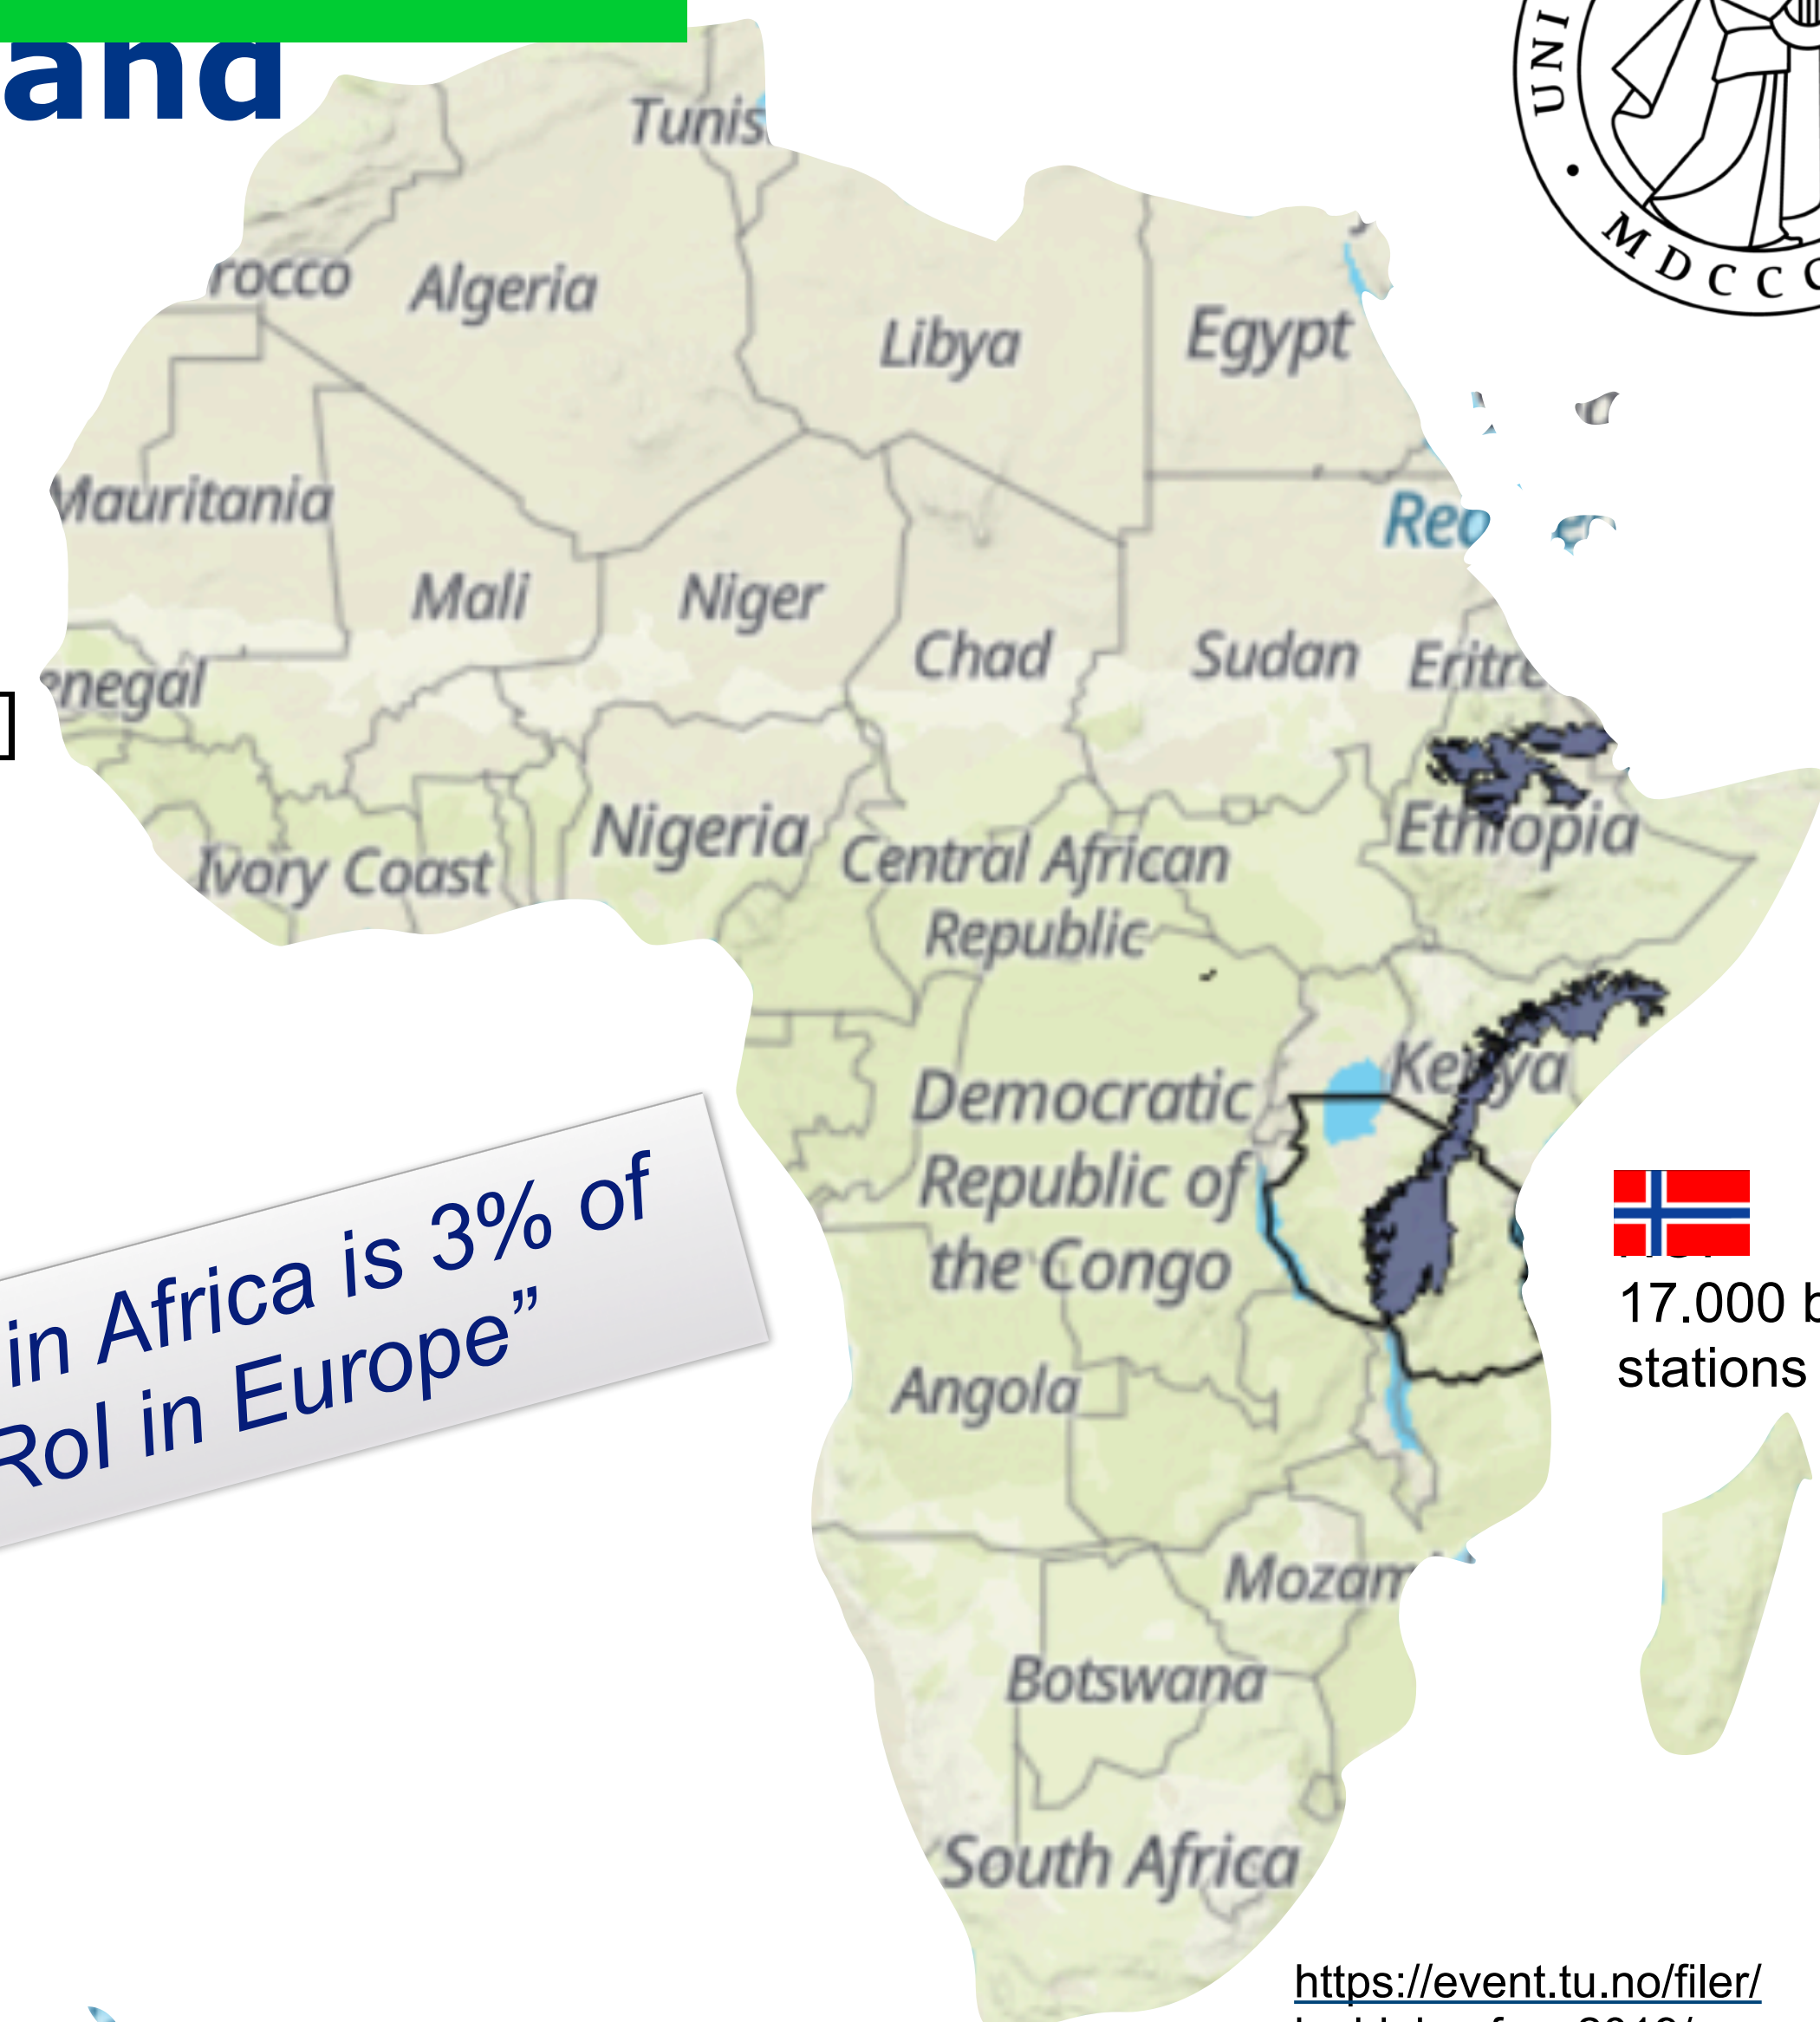 and
UNI
MDCCC
Tunis
rocco
Algeria
Libya
Egypt
Mauritania
Red
Mali
Niger
Chad
Sudan
Eritre
enegal
]
Nigeria
Ethiopia
Ivory Coast
Central African
Republic
Kenya
Democratic
Republic of
the Congo
in Africa is 3% of
RoI in Europe”
17.000 b
stations
Angola
Mozam
Botswana
South Africa
https://event.tu.no/filer/